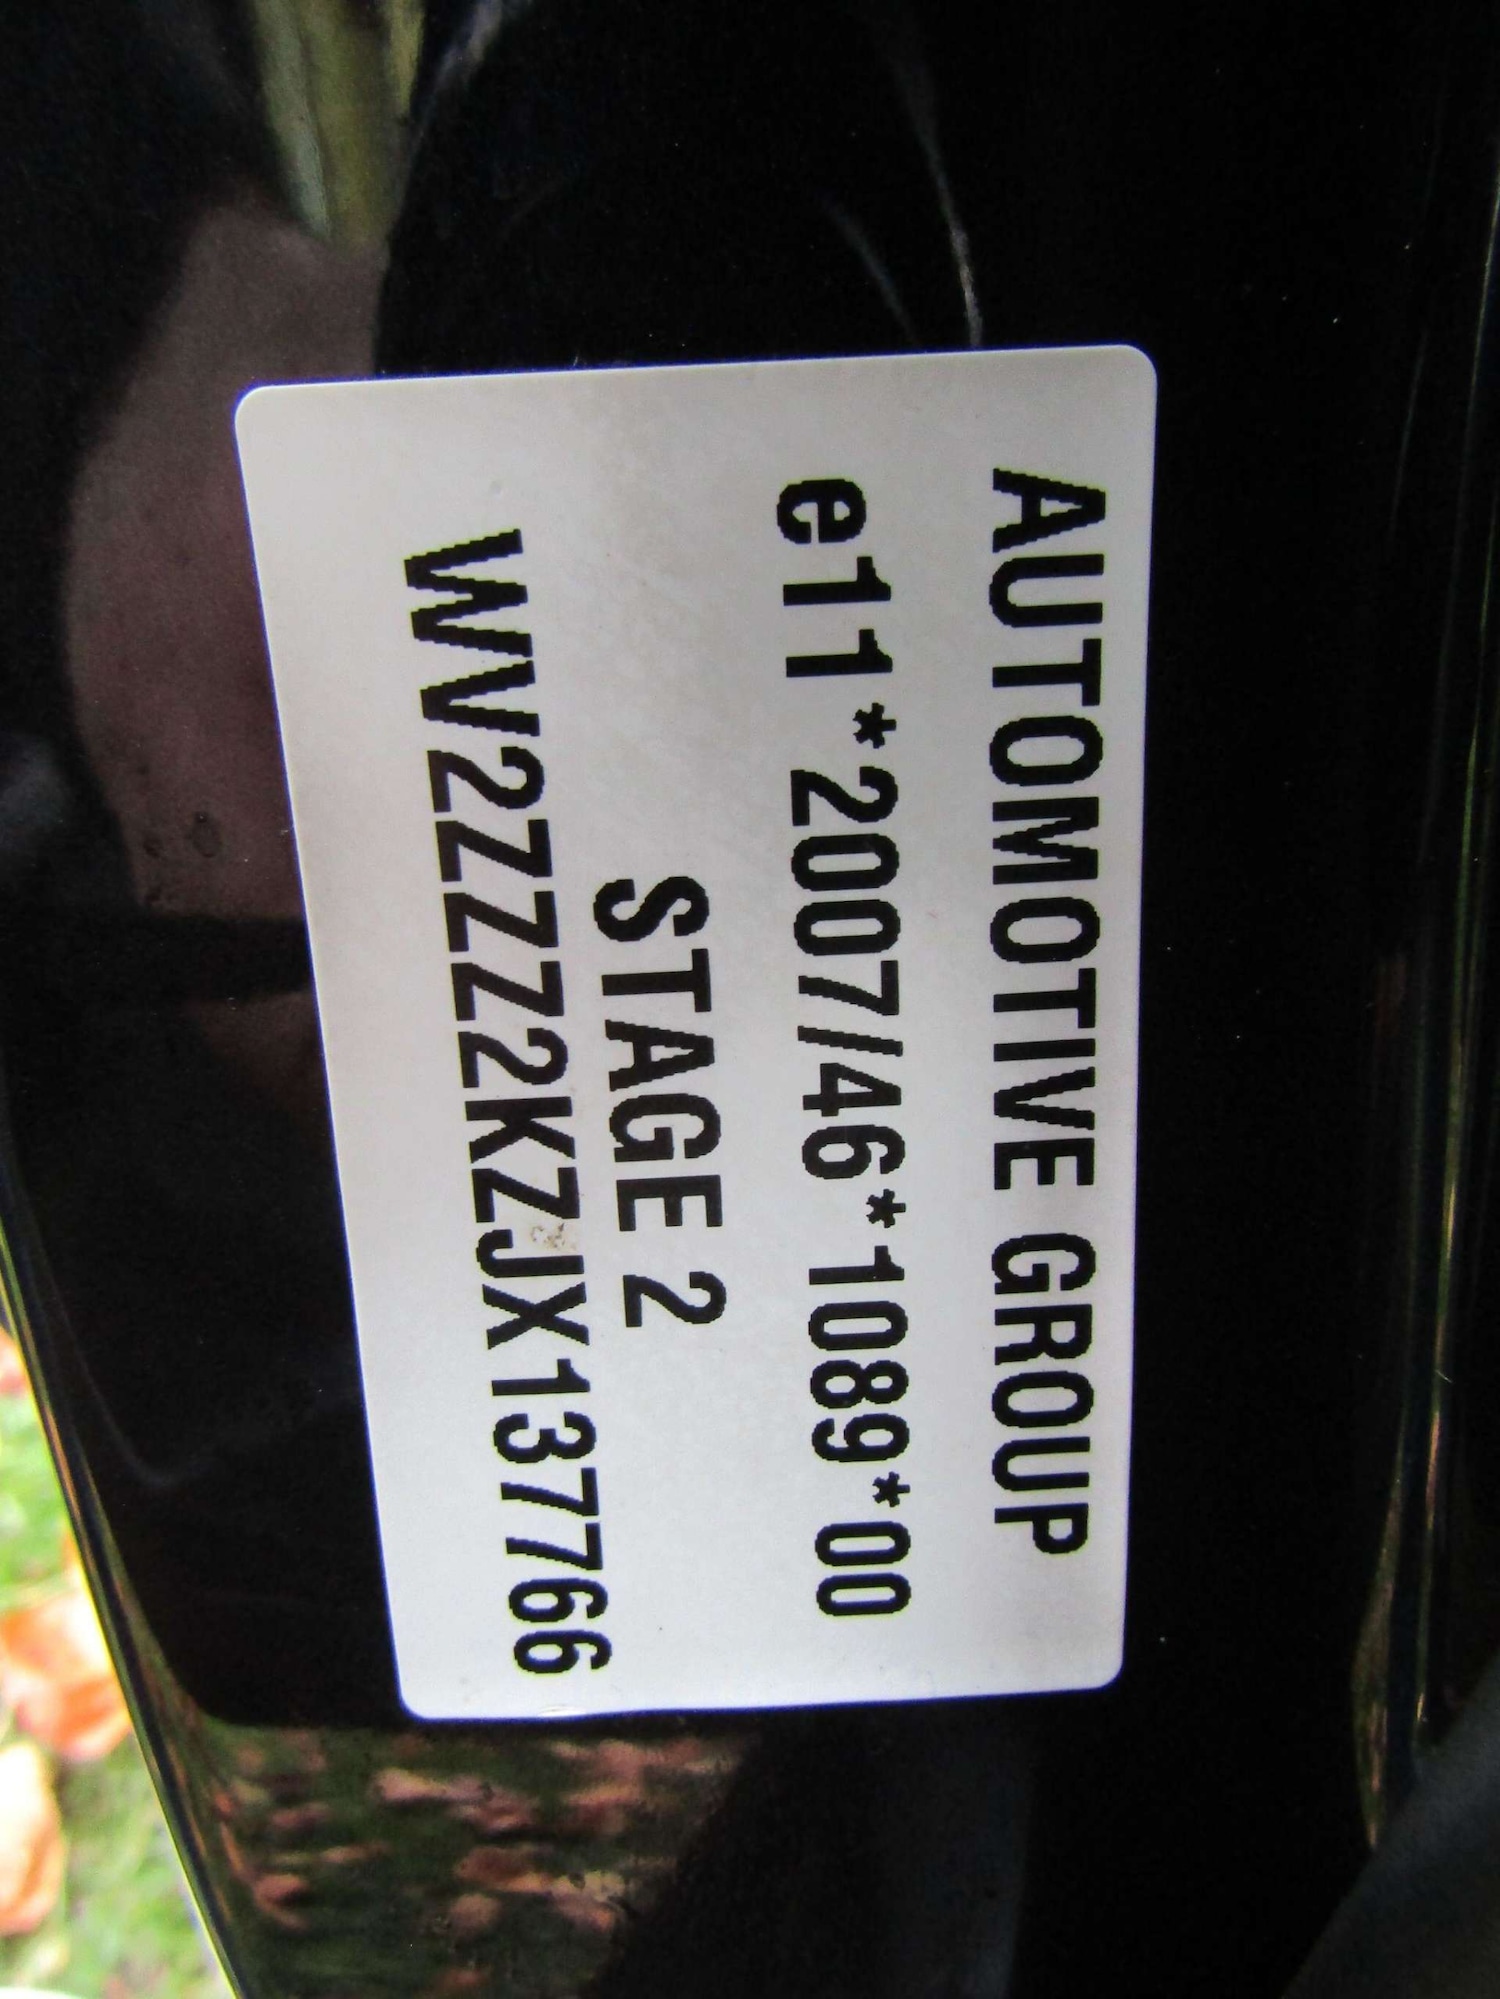 AUTOMOTIVE GROUP
e11*2007/46*1089*00
STAGE 2
WV2ZZZ2KZJX137766